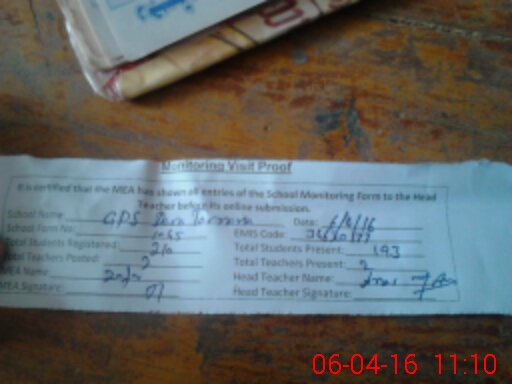 Monitoring Visit Proof
It is certified that the MEA has shown all entries of the School Monitoring Form to the Head
Teacher before its online submission.
School Name: GPS Date: 6/4/16
School Form No: EMIS Code:
Total Students Registered: 210 Total Students Present: 193
Total Teachers Posted: 2 Total Teachers Present: 2
MEA Name: Head Teacher Name:
MEA Signature: Head Teacher Signature:
06-04-16 11:10